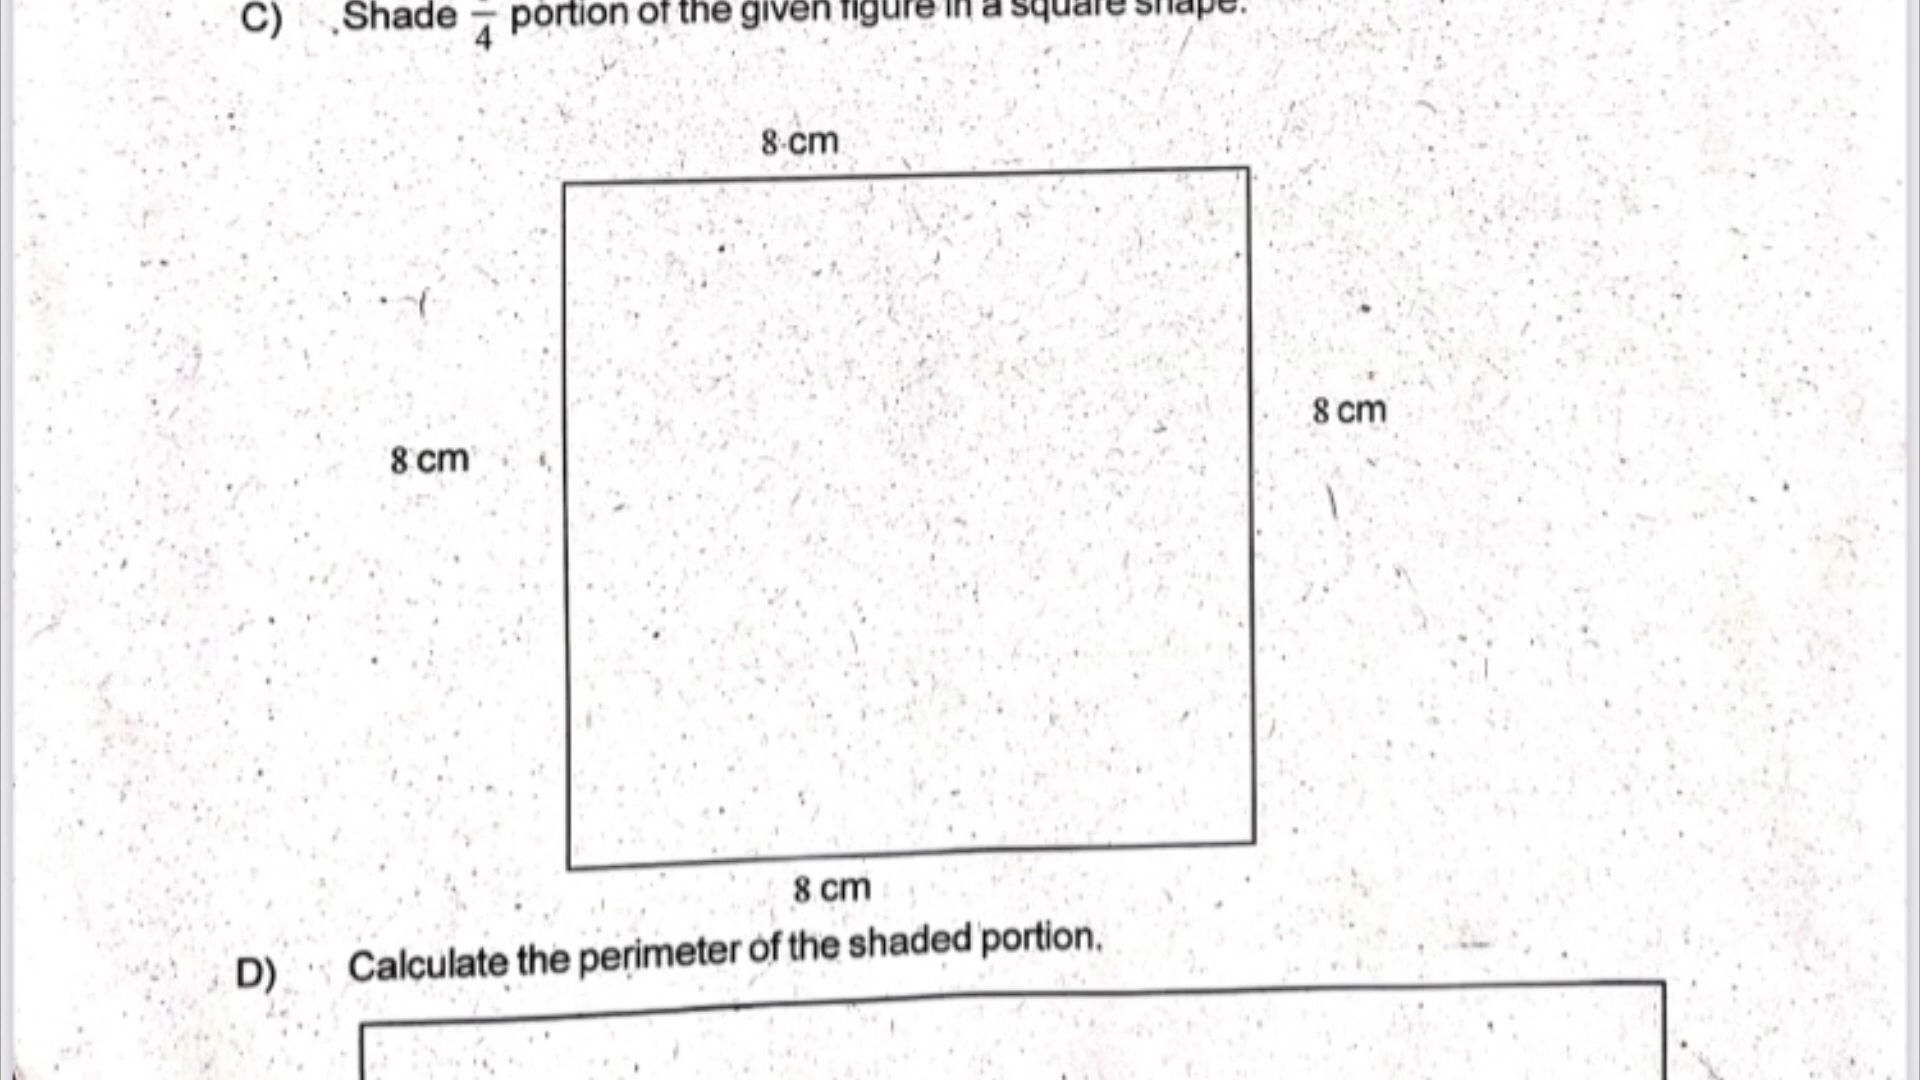 C) Shade /4 portion of the given figure in a square shape.
8 cm
8 cm
8 cm
8 cm
D) Calculate the perimeter of the shaded portion.